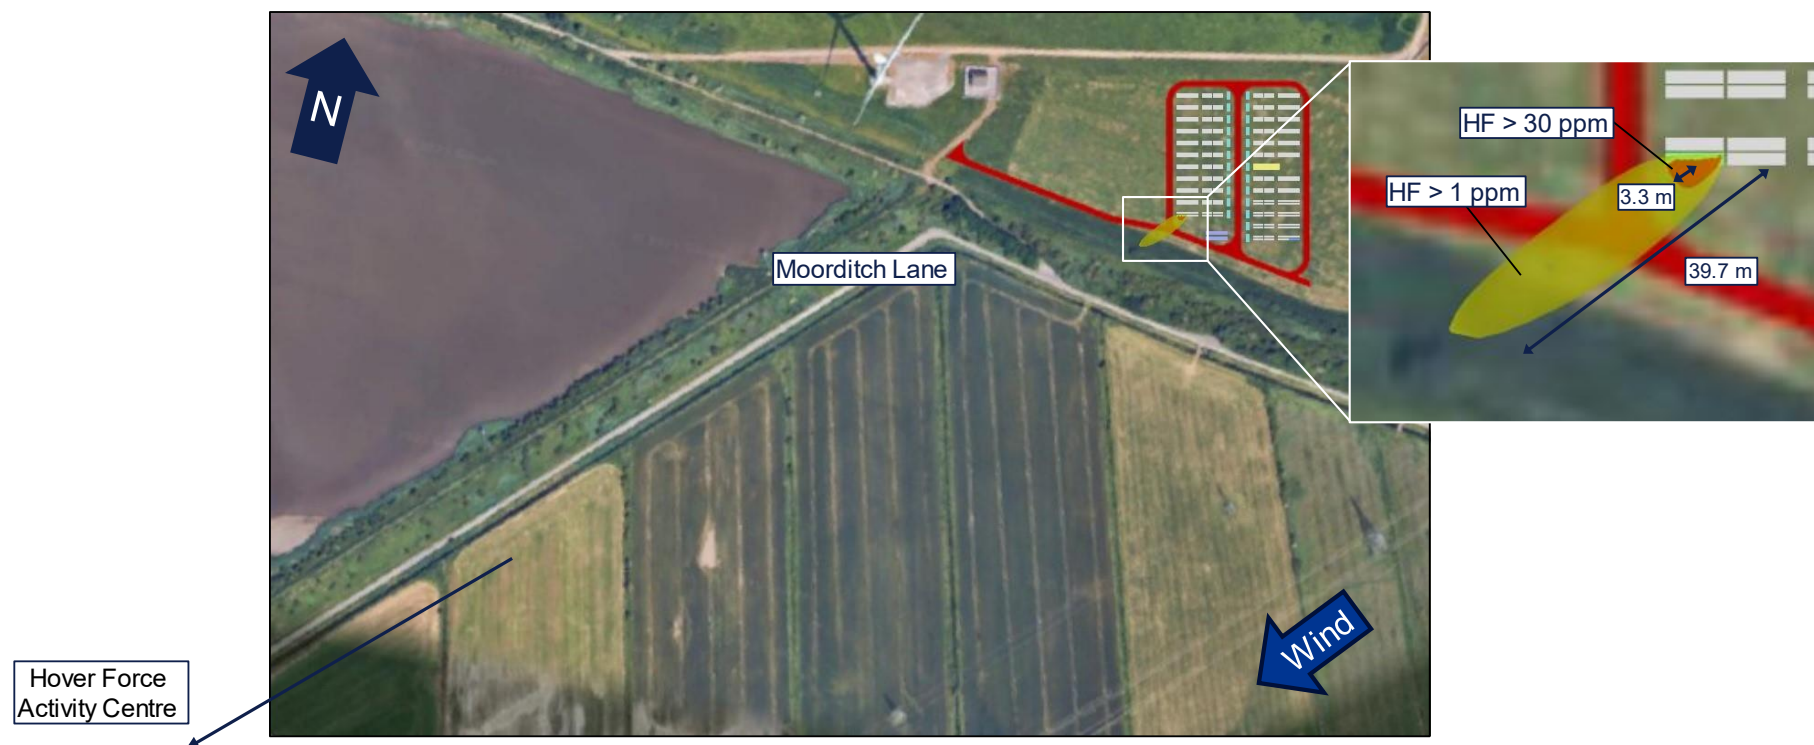 N
HF > 30 ppm
HF > 1 ppm
3.3 m
39.7 m
Moorditch Lane
Wind
Hover Force
Activity Centre